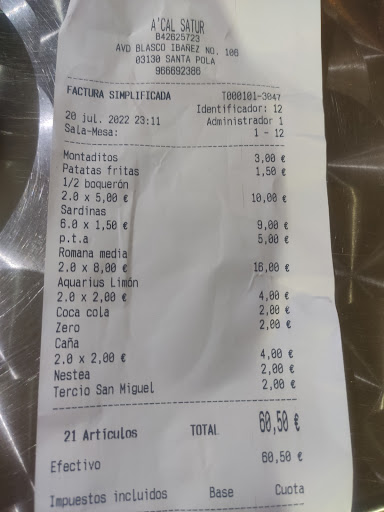 A'CAL SATUR
B42625723
AVD BLASCO IBAÑEZ NO. 106
03130 SANTA POLA
966692366
FACTURA SIMPLIFICADA T000101-3047
Identificador: 12
20 jul. 2022 23:11 Administrador 1
Sala-Mesa: 1 - 12
Montaditos 3,00 €
Patatas fritas 1,50 €
1/2 boquerón
2.0 x 5,00 € 10,00 €
Sardinas
6.0 x 1,50 € 9,00 €
p.t.a 5,00 €
Romana media
2.0 x 8,00 € 16,00 €
Aquarius Limón
2.0 x 2,00 € 4,00 €
Coca cola 2,00 €
Zero 2,00 €
Caña
2.0 x 2,00 € 4,00 €
Nestea 2,00 €
Tercio San Miguel 2,00 €
21 Artículos TOTAL 60,50 €
Efectivo 60,50 €
Impuestos incluidos Base Cuota